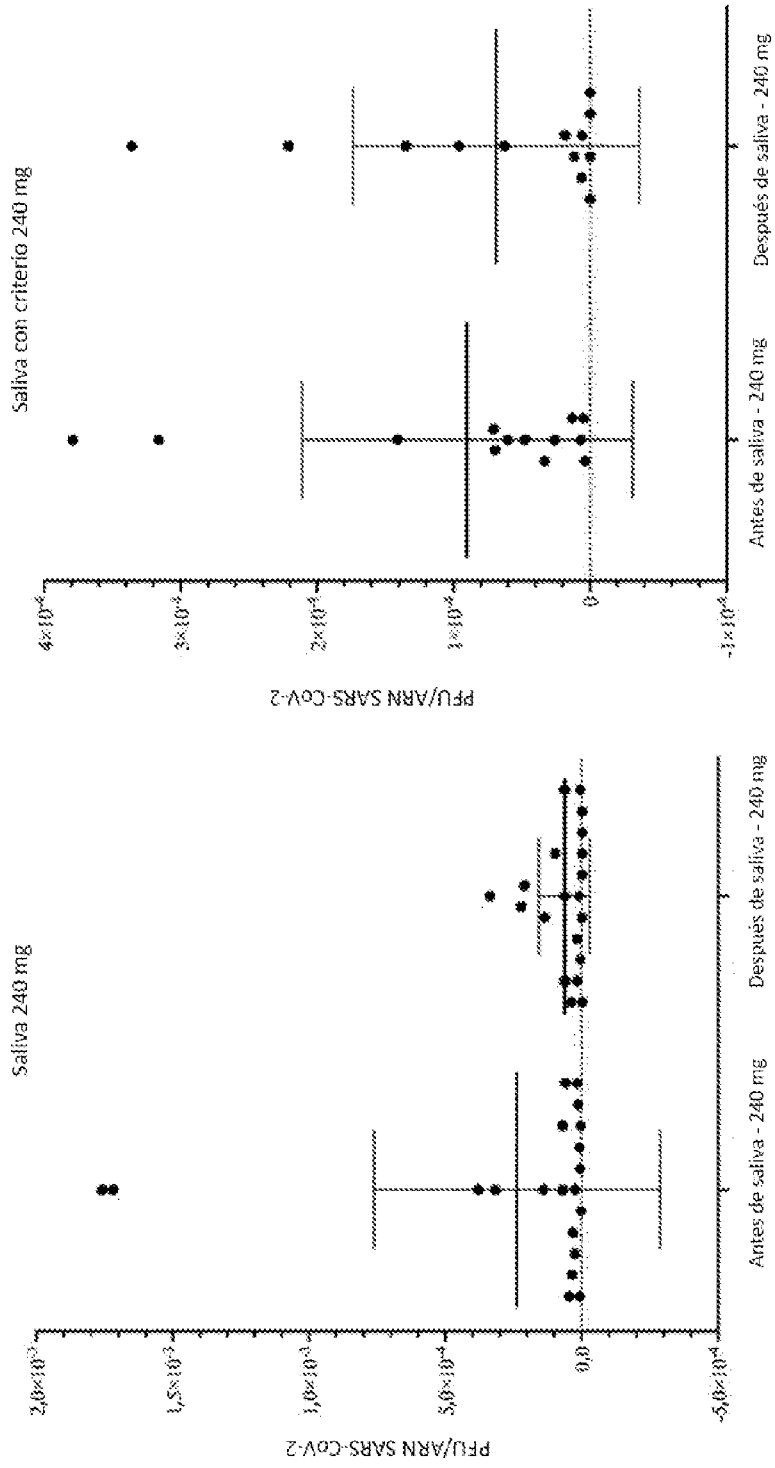 Saliva 240 mg
PFU/ARN SARS-CoV-2
2,0×10⁻³
1,5×10⁻³
1,0×10⁻³
5,0×10⁻⁴
0,0
-5,0×10⁻⁴
Antes de saliva - 240 mg
Después de saliva - 240 mg
Saliva con criterio 240 mg
PFU/ARN SARS-CoV-2
4×10⁻⁴
3×10⁻⁴
2×10⁻⁴
1×10⁻⁴
0
-1×10⁻⁴
Antes de saliva - 240 mg
Después de saliva - 240 mg